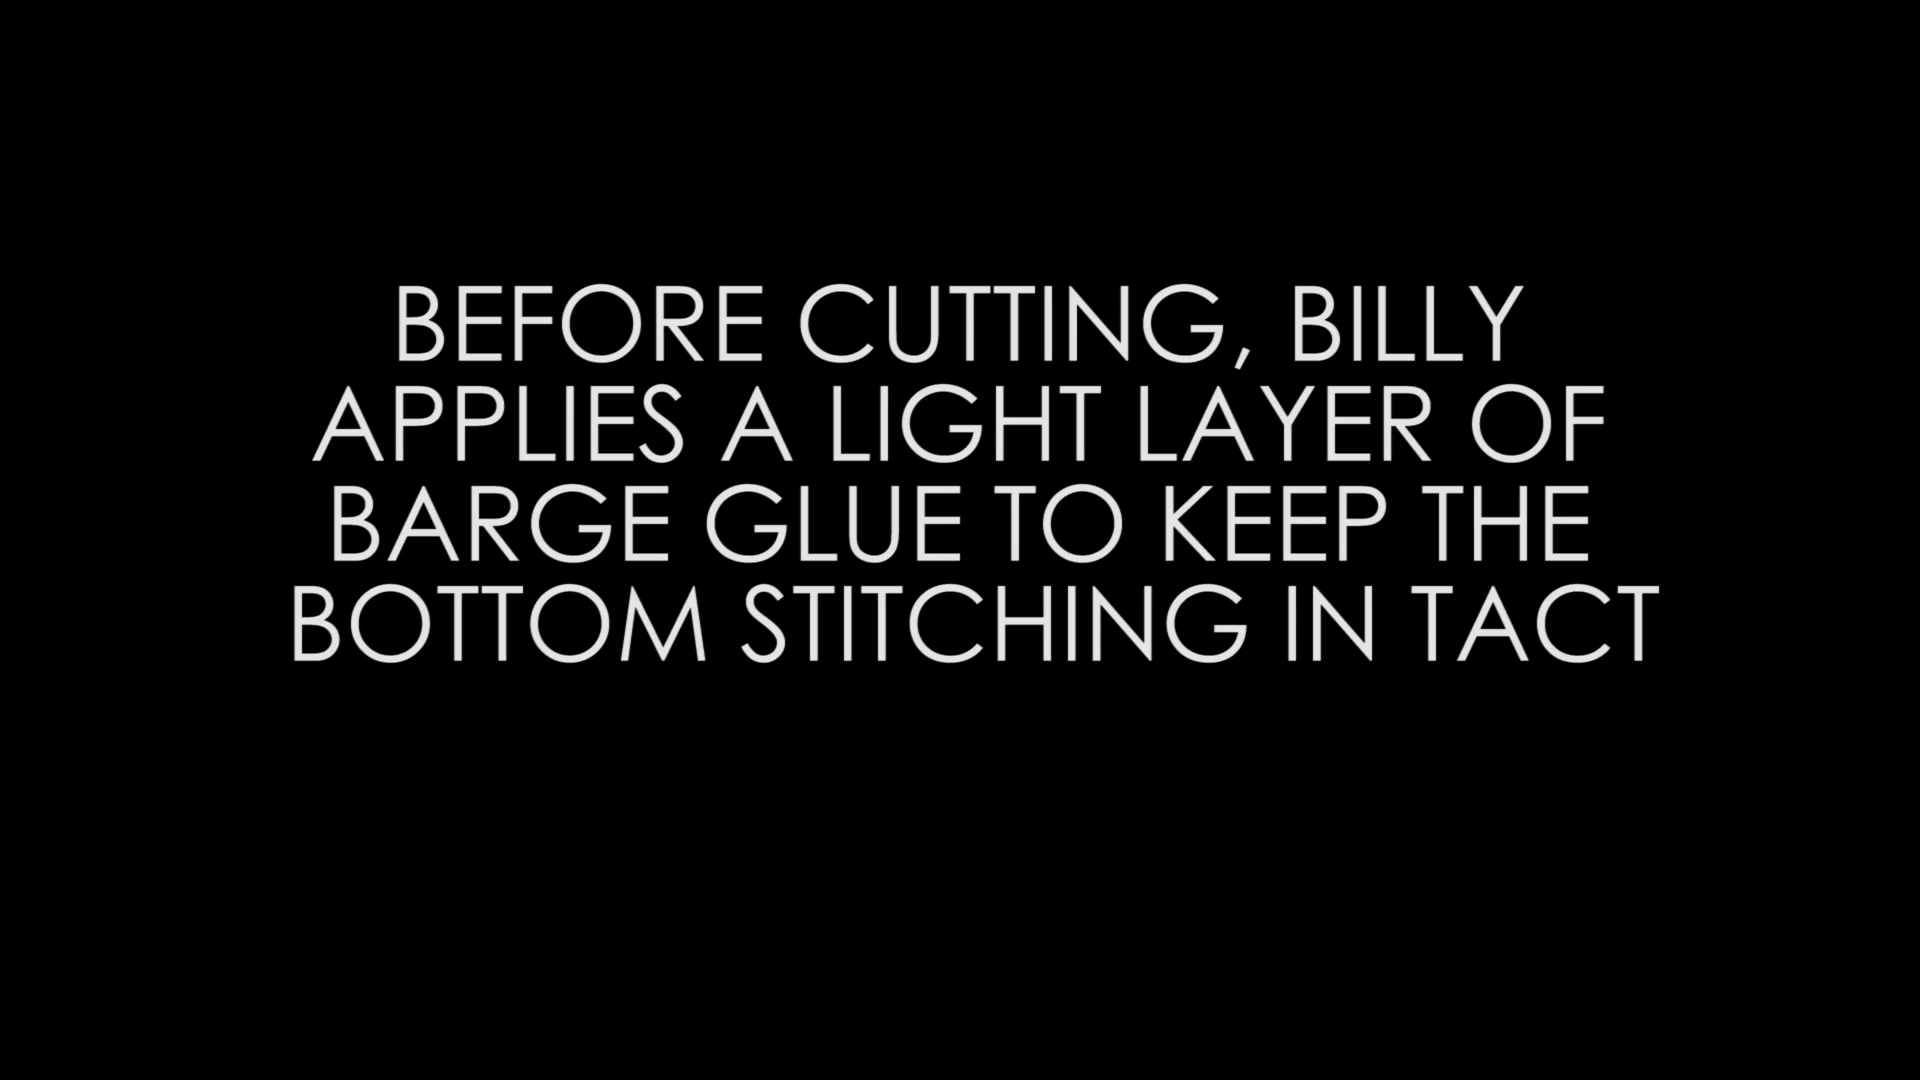 BEFORE CUTTING, BILLY
APPLIES A LIGHT LAYER OF
BARGE GLUE TO KEEP THE
BOTTOM STITCHING IN TACT